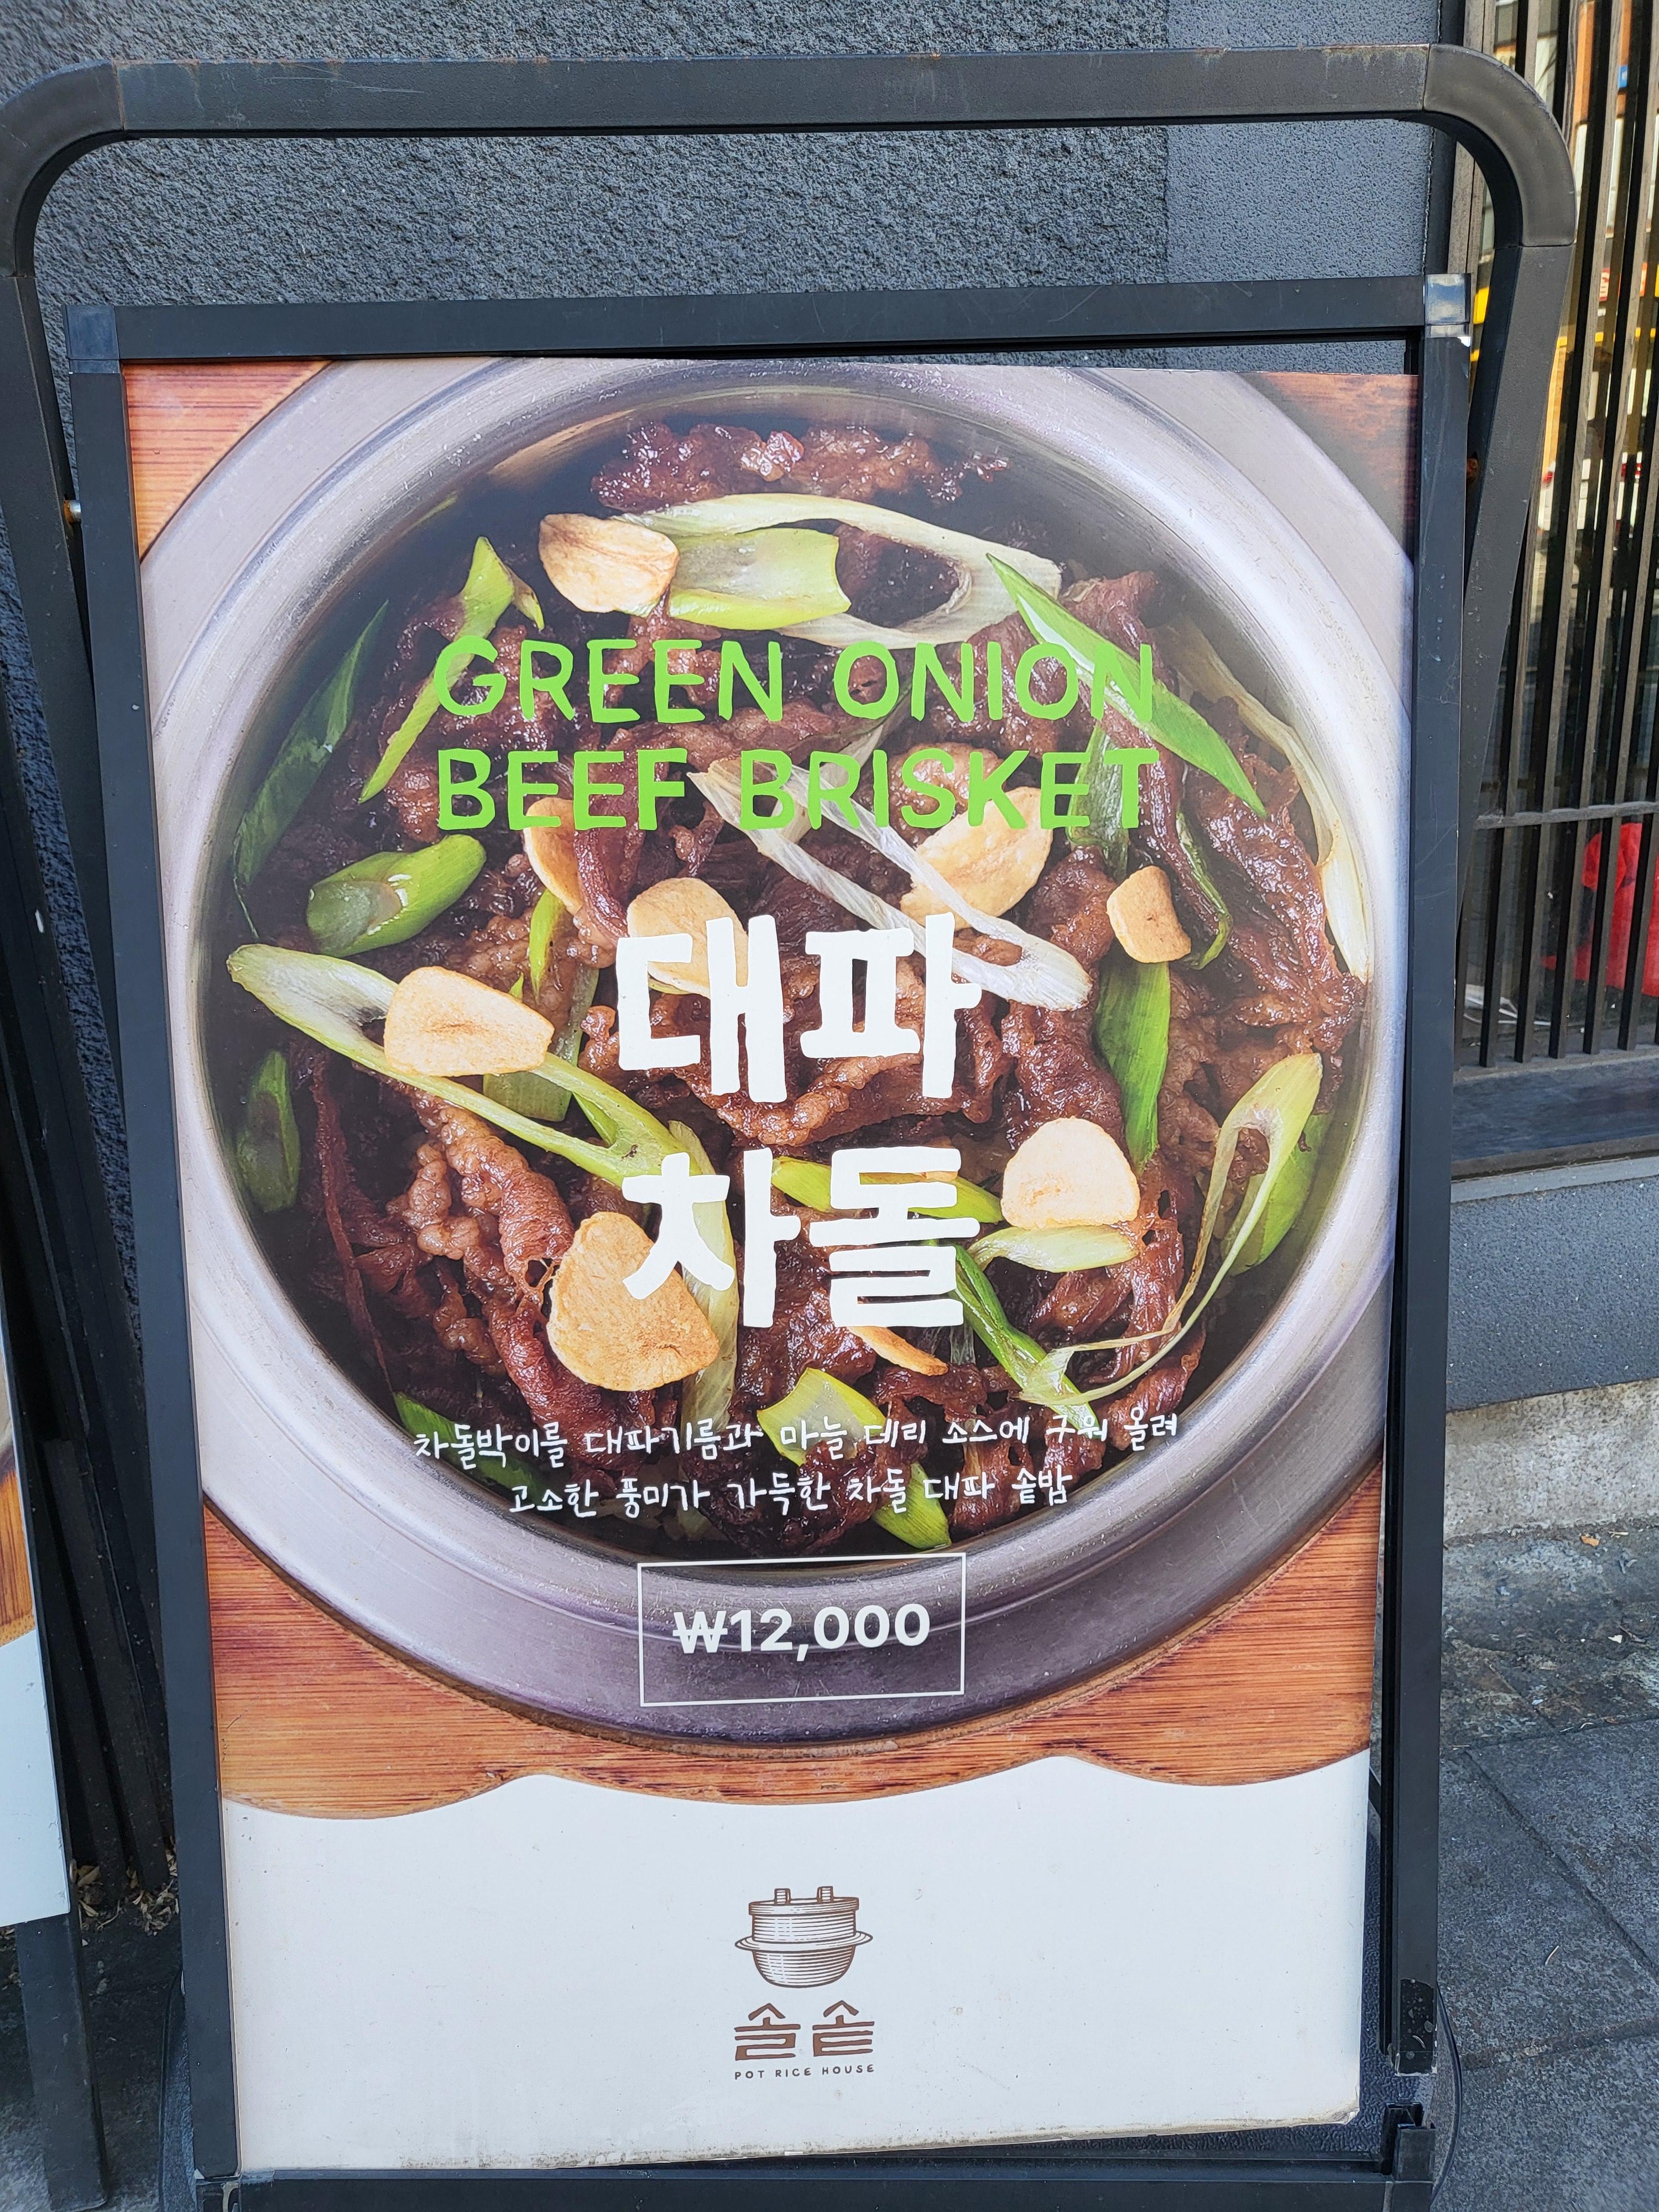 GREEN ONION
BEEF BRISKET
대파
차돌
차돌박이를 대파기름과 마늘 데리 소스에 구워 올려
고소한 풍미가 가득한 차돌 대파 솥밥
₩12,000
솔솥
POT RICE HOUSE